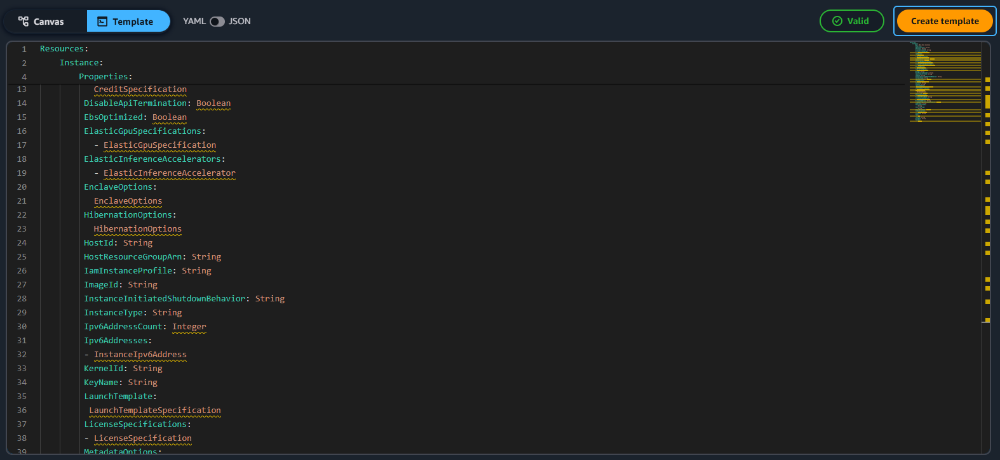 Canvas Template YAML JSON Valid Create template
1 Resources:
2 Instance:
4 Properties:
13 CreditSpecification
14 DisableApiTermination: Boolean
15 EbsOptimized: Boolean
16 ElasticGpuSpecifications:
17 - ElasticGpuSpecification
18 ElasticInferenceAccelerators:
19 - ElasticInferenceAccelerator
20 EnclaveOptions:
21 EnclaveOptions
22 HibernationOptions:
23 HibernationOptions
24 HostId: String
25 HostResourceGroupArn: String
26 IamInstanceProfile: String
27 ImageId: String
28 InstanceInitiatedShutdownBehavior: String
29 InstanceType: String
30 Ipv6AddressCount: Integer
31 Ipv6Addresses:
32 - InstanceIpv6Address
33 KernelId: String
34 KeyName: String
35 LaunchTemplate:
36 LaunchTemplateSpecification
37 LicenseSpecifications:
38 - LicenseSpecification
39 MetadataOptions: